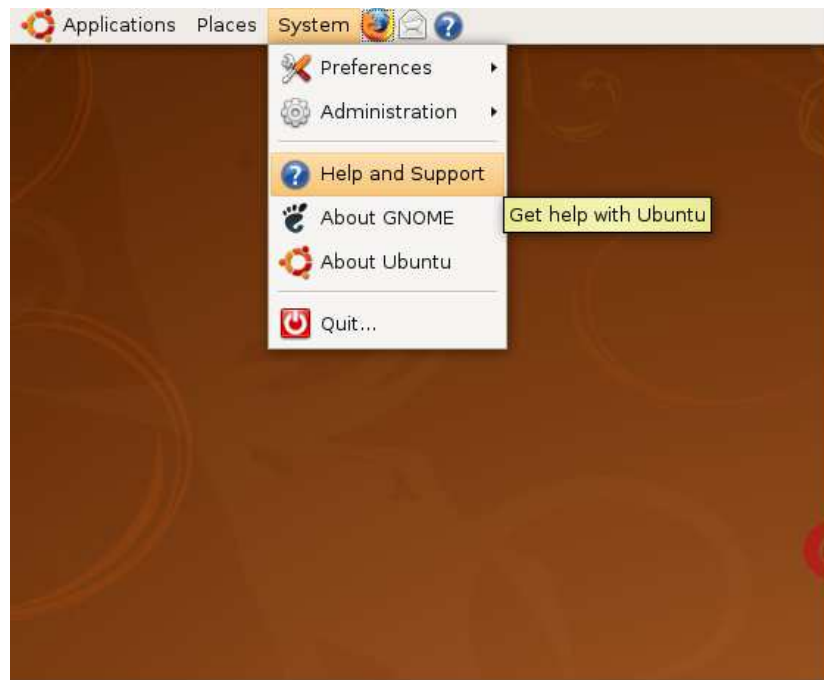 Applications Places System
Preferences
Administration
Help and Support
Get help with Ubuntu
About GNOME
About Ubuntu
Quit...